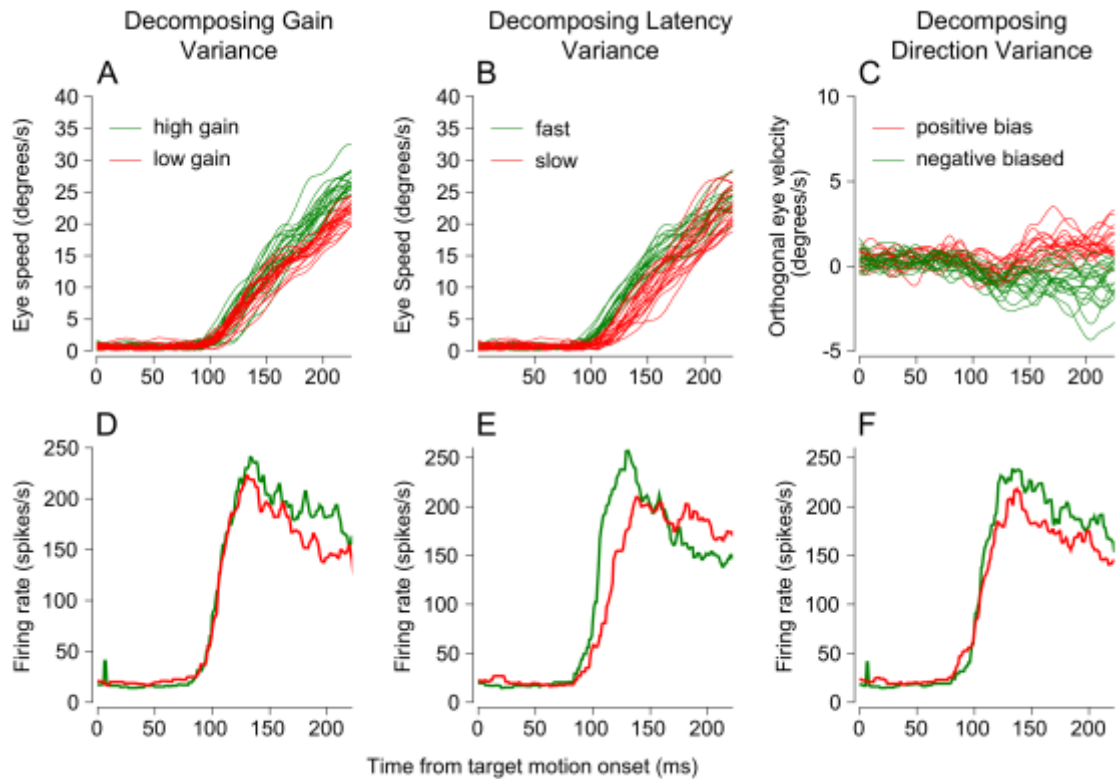 Decomposing Gain
Variance
Decomposing Latency
Variance
Decomposing
Direction Variance
A
B
C
40
35
30
25
20
15
10
5
0
Eye speed (degrees/s)
high gain
low gain
0 50 100 150 200
40
35
30
25
20
15
10
5
0
Eye Speed (degrees/s)
fast
slow
50 100 150 200
10
5
0
-5
Orthogonal eye velocity
(degrees/s)
positive bias
negative biased
0 50 100 150 200
D
E
F
250
200
150
100
50
0
Firing rate (spikes/s)
0 50 100 150 200
250
200
150
100
50
0
Firing rate (spikes/s)
0 50 100 150 200
250
200
150
100
50
0
Firing rate (spikes/s)
0 50 100 150 200
Time from target motion onset (ms)